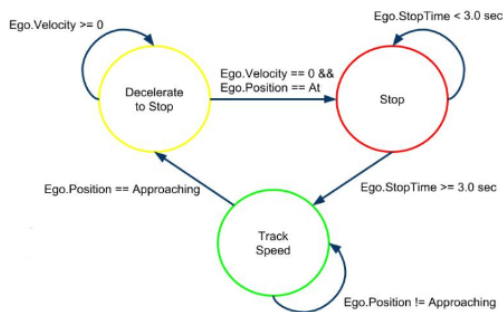 Ego.Velocity >= 0
Ego.StopTime < 3.0 sec
Decelerate
to Stop
Ego.Velocity == 0 &&
Ego.Position == At
Stop
Ego.Position == Approaching
Ego.StopTime >= 3.0 sec
Track
Speed
Ego.Position != Approaching